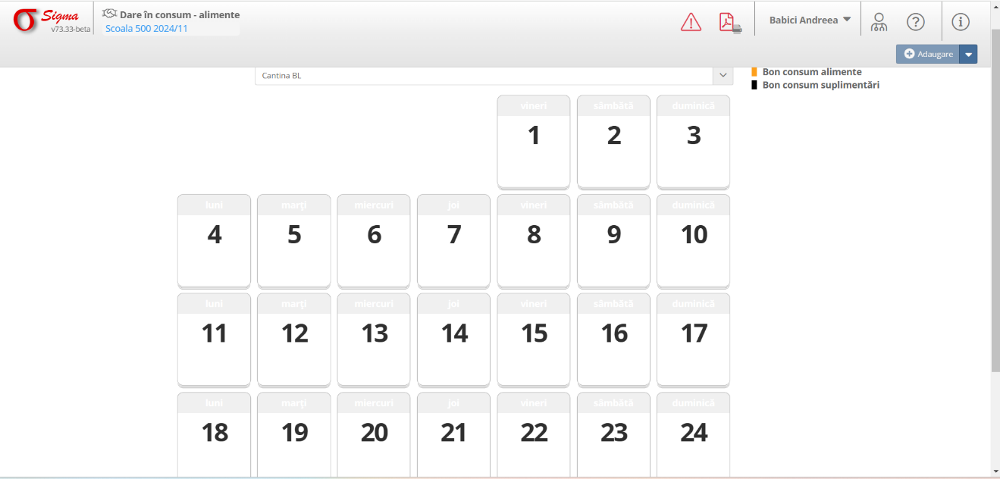 Sigma
v73.33-beta
Dare în consum - alimente
Scoala 500 2024/11
Babici Andreea
Adaugare
Cantina BL
Bon consum alimente
Bon consum suplimentări
vineri sâmbătă duminică
1 2 3
luni marți miercuri joi vineri sâmbătă duminică
4 5 6 7 8 9 10
luni marți miercuri joi vineri sâmbătă duminică
11 12 13 14 15 16 17
luni marți miercuri joi vineri sâmbătă duminică
18 19 20 21 22 23 24